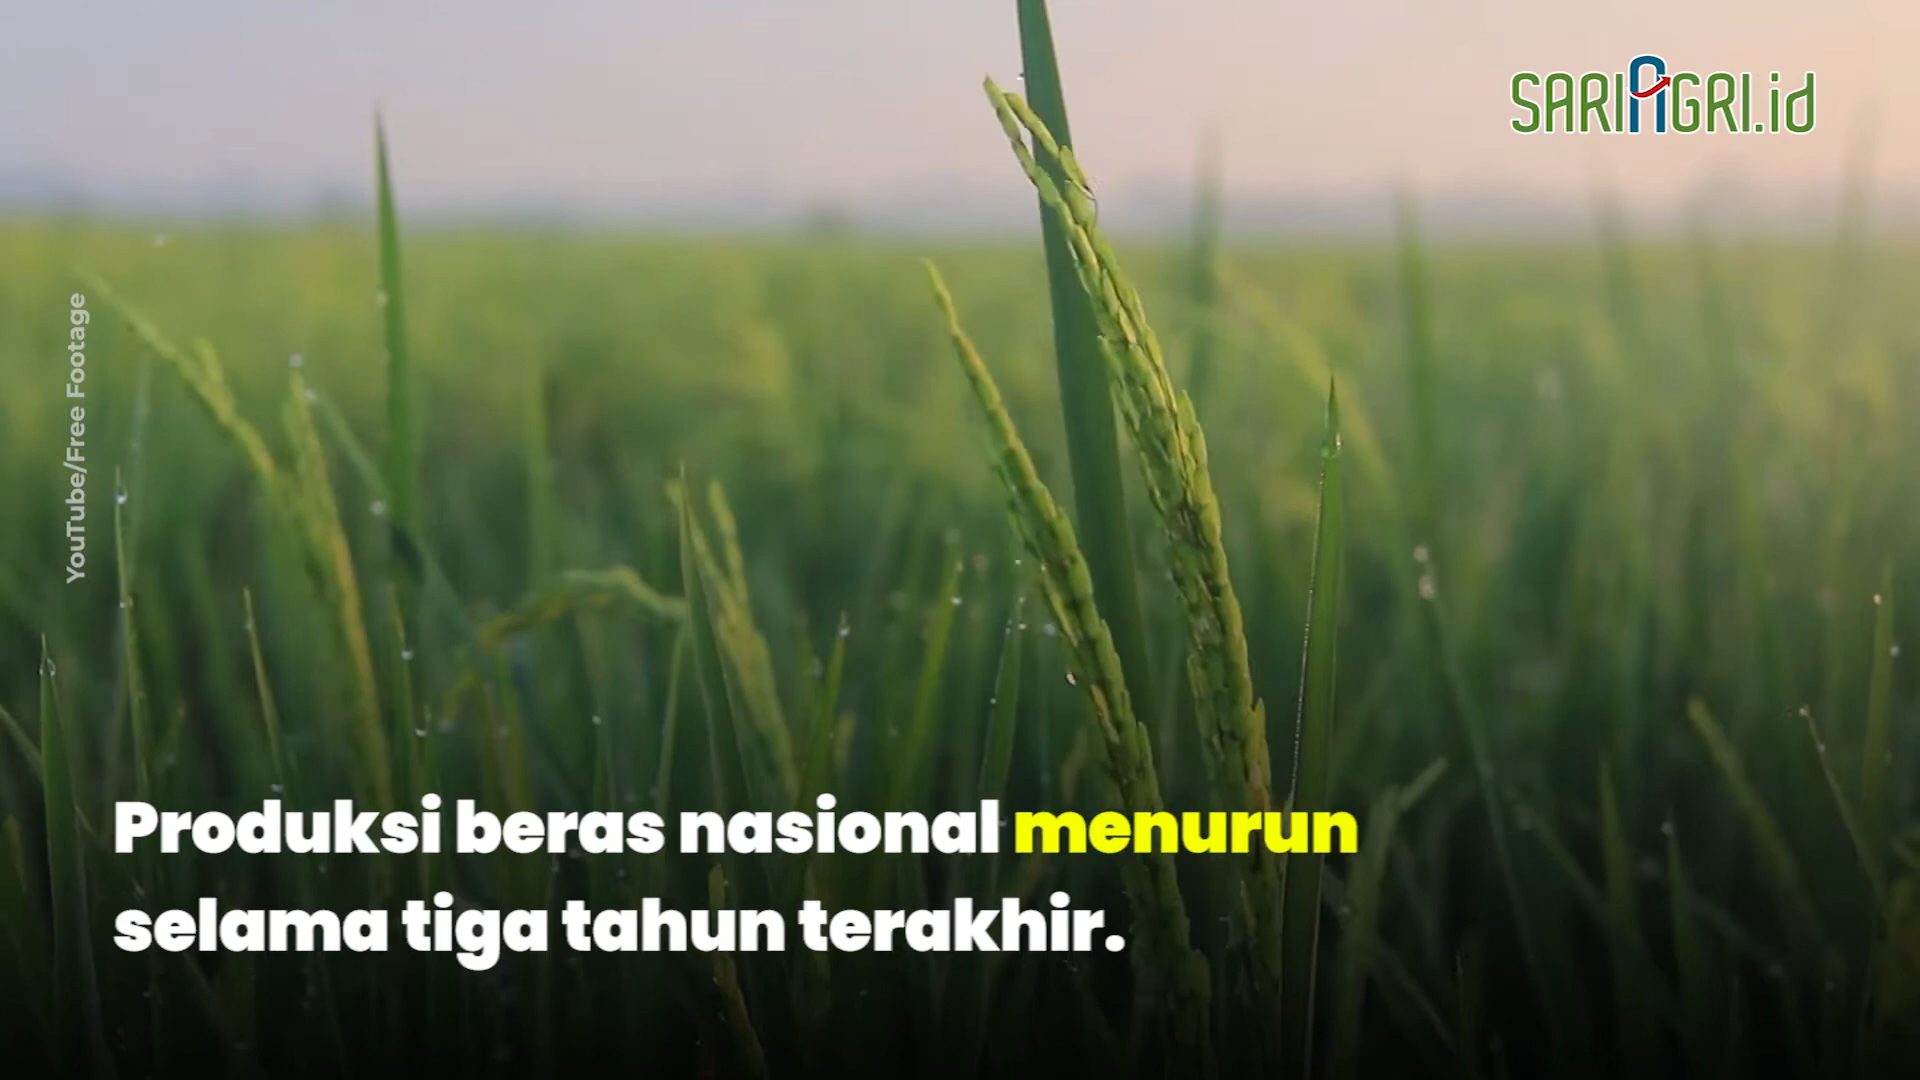 SARIAGRI.id
YouTube/Free Footage
Produksi beras nasional menurun
selama tiga tahun terakhir.